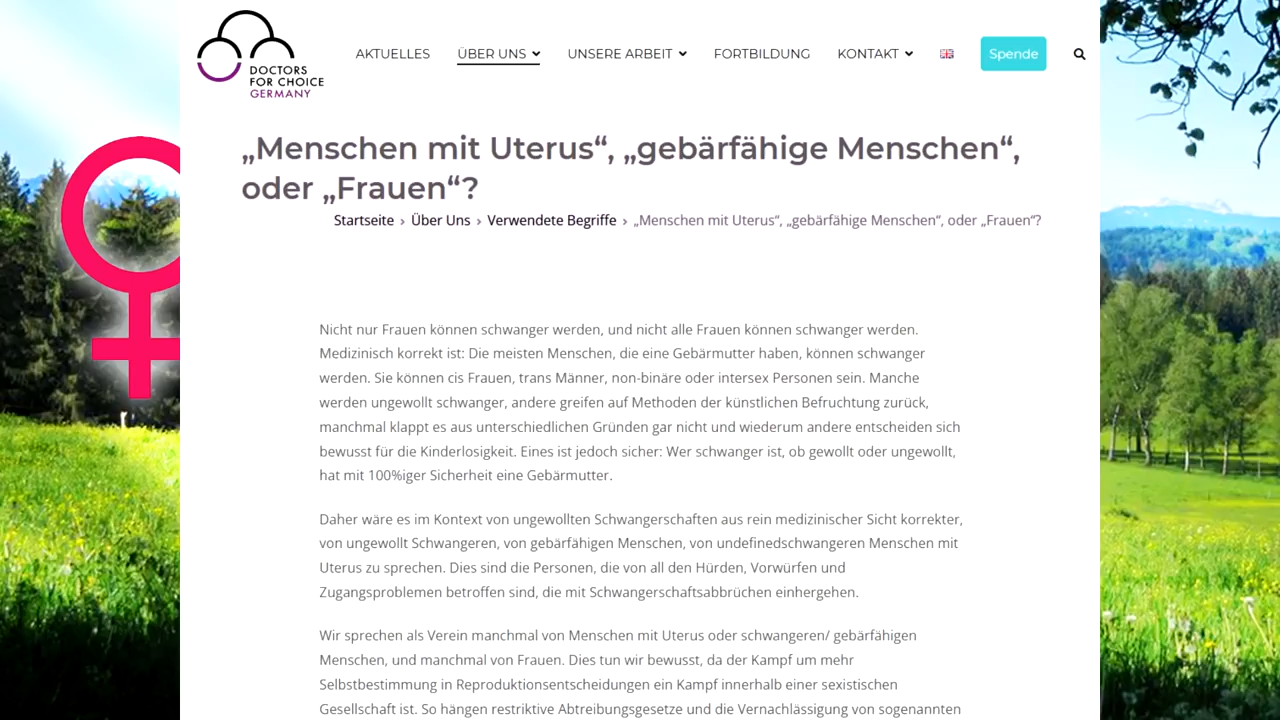 DOCTORS
FOR CHOICE
GERMANY
AKTUELLES ÜBER UNS UNSERE ARBEIT FORTBILDUNG KONTAKT Spende
„Menschen mit Uterus“, „gebärfähige Menschen“,
oder „Frauen“?
Startseite › Über Uns › Verwendete Begriffe › „Menschen mit Uterus“, „gebärfähige Menschen“, oder „Frauen“?
Nicht nur Frauen können schwanger werden, und nicht alle Frauen können schwanger werden.
Medizinisch korrekt ist: Die meisten Menschen, die eine Gebärmutter haben, können schwanger
werden. Sie können cis Frauen, trans Männer, non-binäre oder intersex Personen sein. Manche
werden ungewollt schwanger, andere greifen auf Methoden der künstlichen Befruchtung zurück,
manchmal klappt es aus unterschiedlichen Gründen gar nicht und wiederum andere entscheiden sich
bewusst für die Kinderlosigkeit. Eines ist jedoch sicher: Wer schwanger ist, ob gewollt oder ungewollt,
hat mit 100%iger Sicherheit eine Gebärmutter.
Daher wäre es im Kontext von ungewollten Schwangerschaften aus rein medizinischer Sicht korrekter,
von ungewollt Schwangeren, von gebärfähigen Menschen, von undefinedschwangeren Menschen mit
Uterus zu sprechen. Dies sind die Personen, die von all den Hürden, Vorwürfen und
Zugangsproblemen betroffen sind, die mit Schwangerschaftsabbrüchen einhergehen.
Wir sprechen als Verein manchmal von Menschen mit Uterus oder schwangeren/ gebärfähigen
Menschen, und manchmal von Frauen. Dies tun wir bewusst, da der Kampf um mehr
Selbstbestimmung in Reproduktionsentscheidungen ein Kampf innerhalb einer sexistischen
Gesellschaft ist. So hängen restriktive Abtreibungsgesetze und die Vernachlässigung von sogenannten